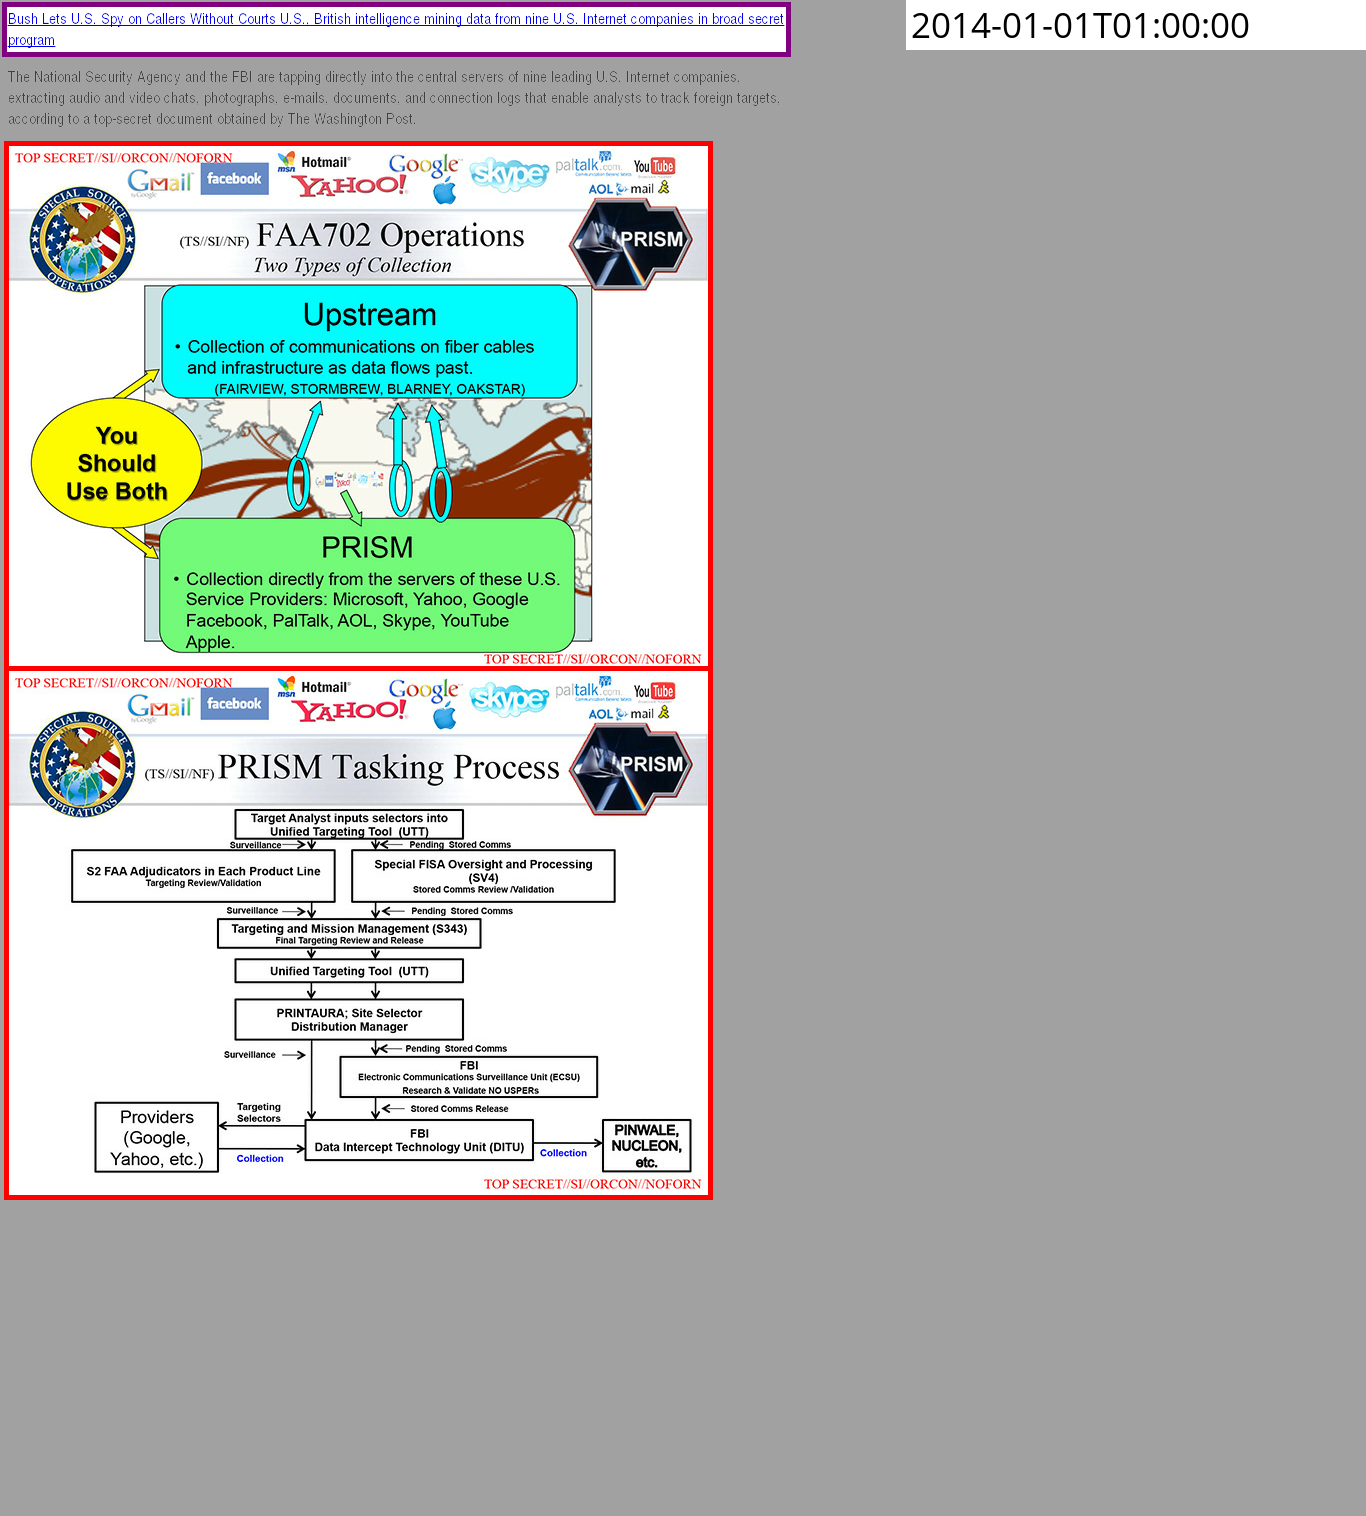 Bush Lets U.S. Spy on Callers Without Courts U.S., British intelligence mining data from nine U.S. Internet companies in broad secret
program
2014-01-01T01:00:00
The National Security Agency and the FBI are tapping directly into the central servers of nine leading U.S. Internet companies,
extracting audio and video chats, photographs, e-mails, documents, and connection logs that enable analysts to track foreign targets,
according to a top-secret document obtained by The Washington Post.
TOP SECRET//SI//ORCON//NOFORN
Gmail
by Google
facebook
msn
Hotmail
YAHOO!
Google
skype
paltalk.com
YouTube
AOL mail
SPECIAL SOURCE
OPERATIONS
(TS//SI//NF) FAA702 Operations
Two Types of Collection
PRISM
Upstream
• Collection of communications on fiber cables
and infrastructure as data flows past.
(FAIRVIEW, STORMBREW, BLARNEY, OAKSTAR)
You
Should
Use Both
PRISM
• Collection directly from the servers of these U.S.
Service Providers: Microsoft, Yahoo, Google
Facebook, PalTalk, AOL, Skype, YouTube
Apple.
TOP SECRET//SI//ORCON//NOFORN
TOP SECRET//SI//ORCON//NOFORN
Gmail
by Google
facebook
msn
Hotmail
YAHOO!
Google
skype
paltalk.com
YouTube
AOL mail
SPECIAL SOURCE
OPERATIONS
(TS//SI//NF) PRISM Tasking Process
PRISM
Target Analyst inputs selectors into
Unified Targeting Tool (UTT)
Surveillance
Pending Stored Comms
S2 FAA Adjudicators in Each Product Line
Targeting Review/Validation
Special FISA Oversight and Processing
(SV4)
Stored Comms Review /Validation
Surveillance
Pending Stored Comms
Targeting and Mission Management (S343)
Final Targeting Review and Release
Unified Targeting Tool (UTT)
PRINTAURA; Site Selector
Distribution Manager
Surveillance
Pending Stored Comms
FBI
Electronic Communications Surveillance Unit (ECSU)
Research & Validate NO USPERs
Stored Comms Release
Providers
(Google,
Yahoo, etc.)
Targeting
Selectors
Collection
FBI
Data Intercept Technology Unit (DITU)
Collection
PINWALE,
NUCLEON,
etc.
TOP SECRET//SI//ORCON//NOFORN